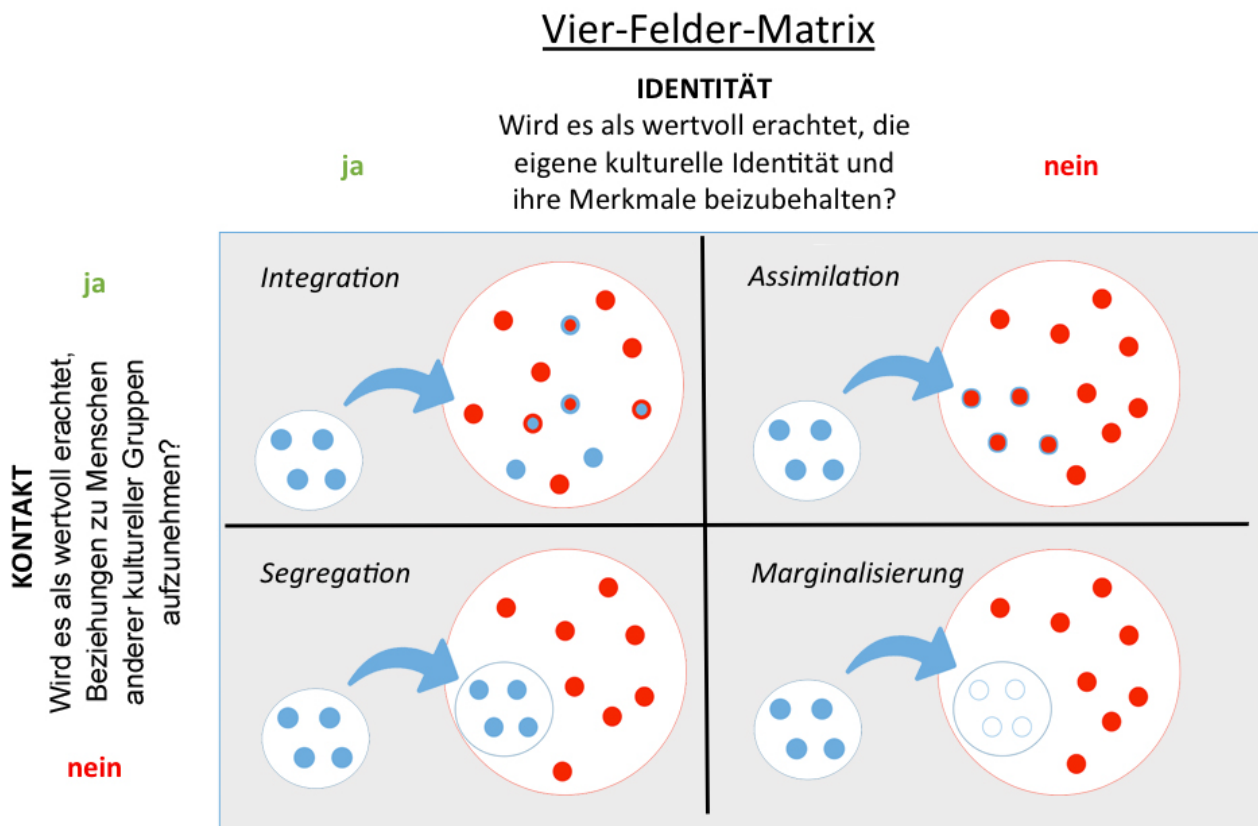 Vier-Felder-Matrix
IDENTITÄT
Wird es als wertvoll erachtet, die
eigene kulturelle Identität und
ihre Merkmale beizubehalten?
ja
nein
KONTAKT
Wird es als wertvoll erachtet,
Beziehungen zu Menschen
anderer kultureller Gruppen
aufzunehmen?
ja
nein
Integration
Assimilation
Segregation
Marginalisierung